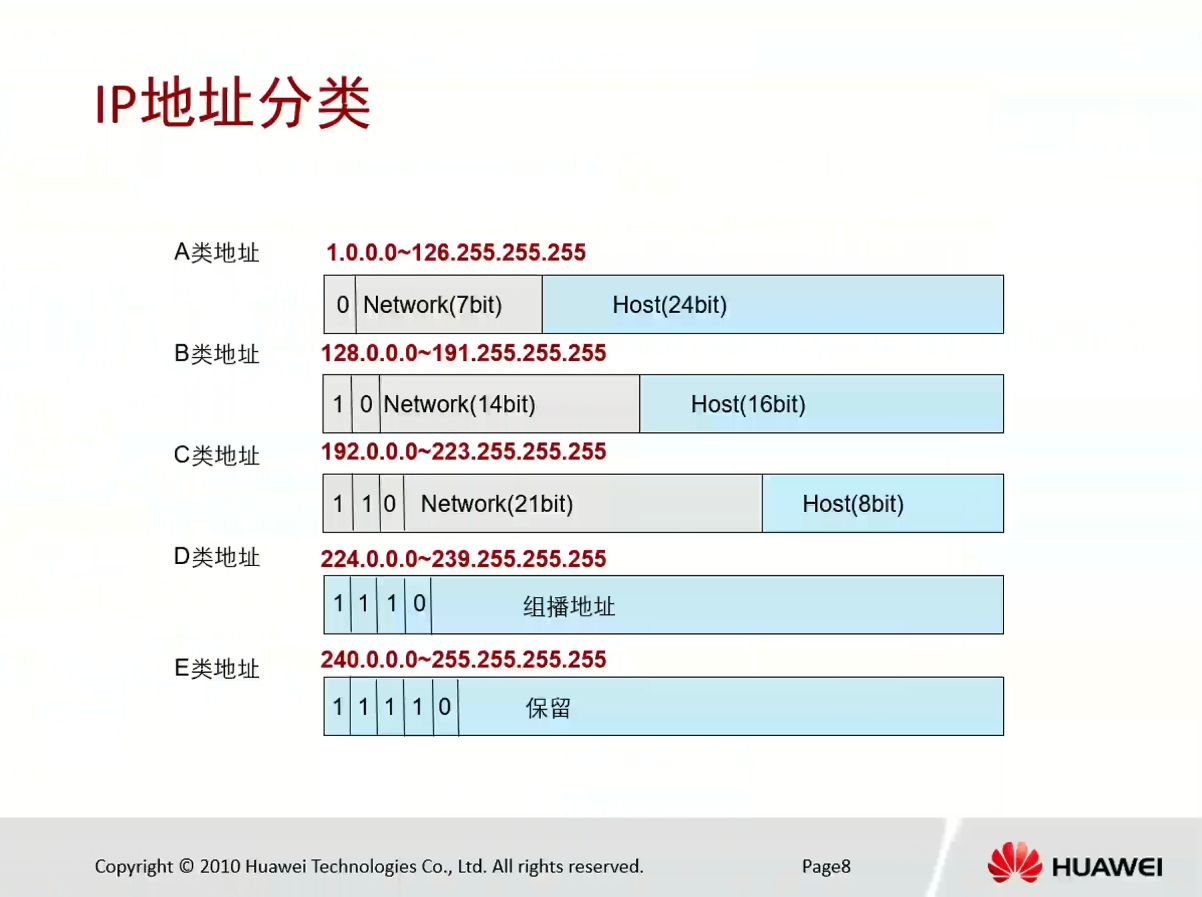 IP地址分类
A类地址 1.0.0.0~126.255.255.255
0 Network(7bit) Host(24bit)
B类地址 128.0.0.0~191.255.255.255
1 0 Network(14bit) Host(16bit)
C类地址 192.0.0.0~223.255.255.255
1 1 0 Network(21bit) Host(8bit)
D类地址 224.0.0.0~239.255.255.255
1 1 1 0 组播地址
E类地址 240.0.0.0~255.255.255.255
1 1 1 1 0 保留
Copyright © 2010 Huawei Technologies Co., Ltd. All rights reserved. Page8 HUAWEI